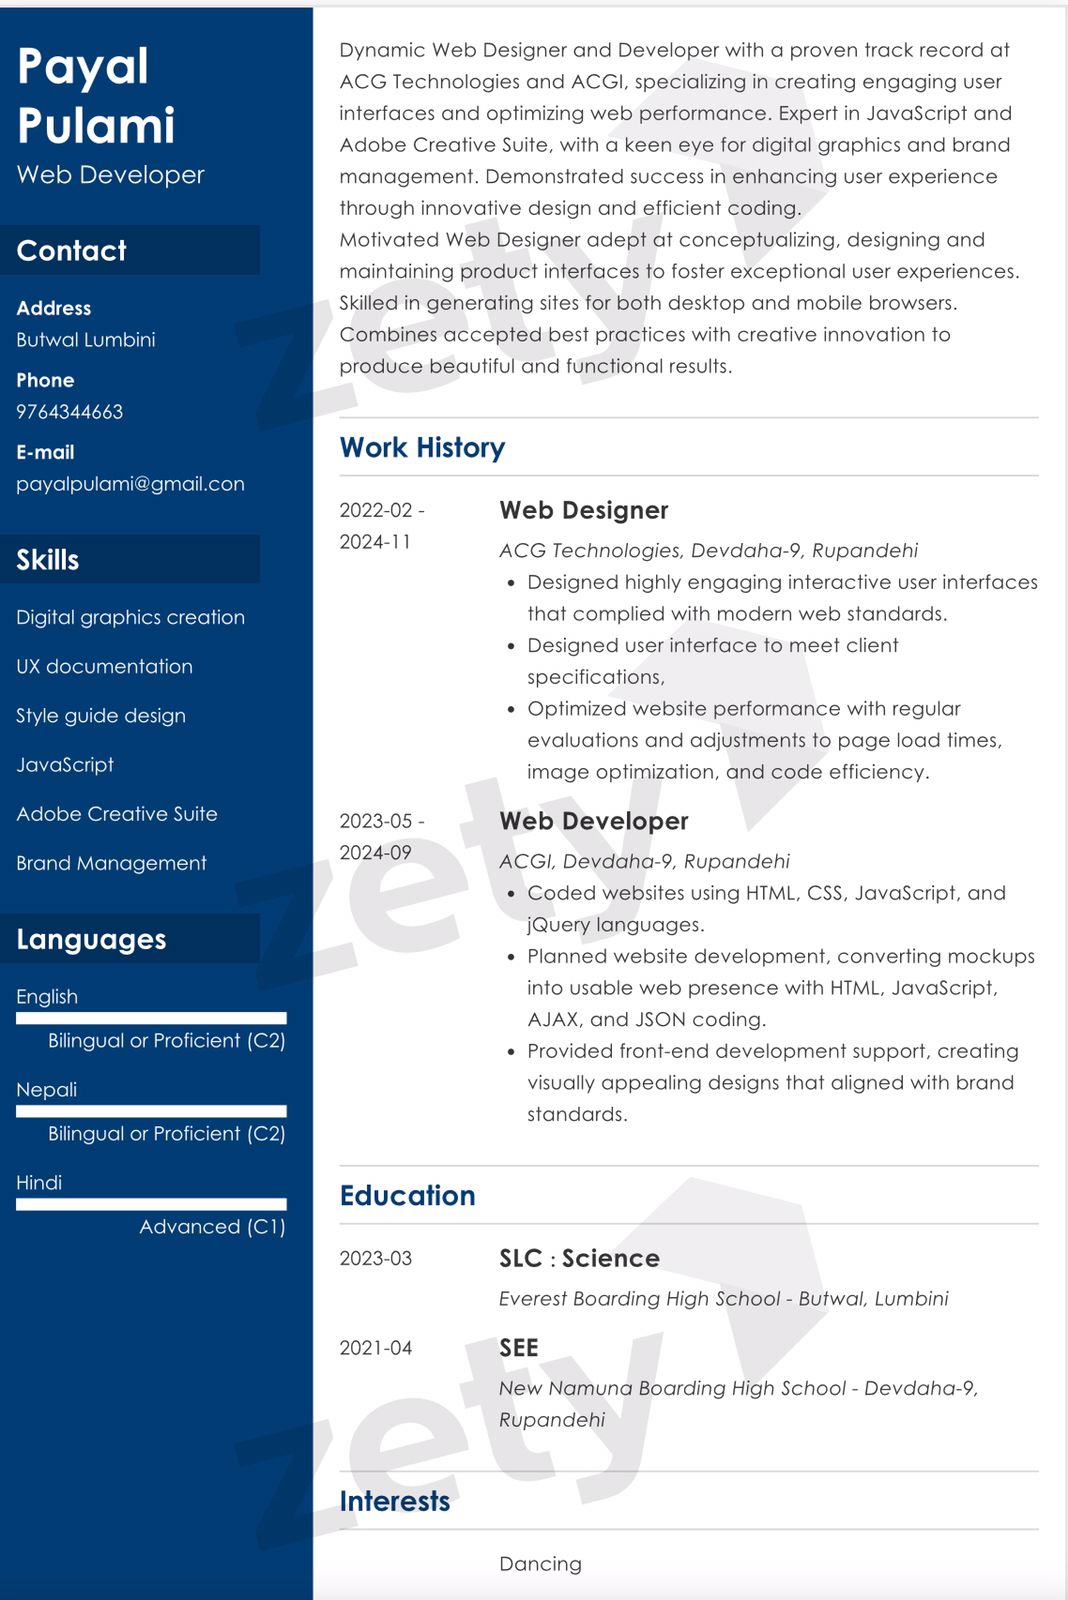 Payal
Pulami
Web Developer
Contact
Address
Butwal Lumbini
Phone
9764344663
E-mail
payalpulami@gmail.con
Skills
Digital graphics creation
UX documentation
Style guide design
JavaScript
Adobe Creative Suite
Brand Management
Languages
English
Bilingual or Proficient (C2)
Nepali
Bilingual or Proficient (C2)
Hindi
Advanced (C1)
Dynamic Web Designer and Developer with a proven track record at
ACG Technologies and ACGI, specializing in creating engaging user
interfaces and optimizing web performance. Expert in JavaScript and
Adobe Creative Suite, with a keen eye for digital graphics and brand
management. Demonstrated success in enhancing user experience
through innovative design and efficient coding.
Motivated Web Designer adept at conceptualizing, designing and
maintaining product interfaces to foster exceptional user experiences.
Skilled in generating sites for both desktop and mobile browsers.
Combines accepted best practices with creative innovation to
produce beautiful and functional results.
Work History
2022-02 -
2024-11
Web Designer
ACG Technologies, Devdaha-9, Rupandehi
• Designed highly engaging interactive user interfaces
that complied with modern web standards.
• Designed user interface to meet client
specifications,
• Optimized website performance with regular
evaluations and adjustments to page load times,
image optimization, and code efficiency.
2023-05 -
2024-09
Web Developer
ACGI, Devdaha-9, Rupandehi
• Coded websites using HTML, CSS, JavaScript, and
jQuery languages.
• Planned website development, converting mockups
into usable web presence with HTML, JavaScript,
AJAX, and JSON coding.
• Provided front-end development support, creating
visually appealing designs that aligned with brand
standards.
Education
2023-03
SLC : Science
Everest Boarding High School - Butwal, Lumbini
2021-04
SEE
New Namuna Boarding High School - Devdaha-9,
Rupandehi
Interests
Dancing
zety
zety
zety